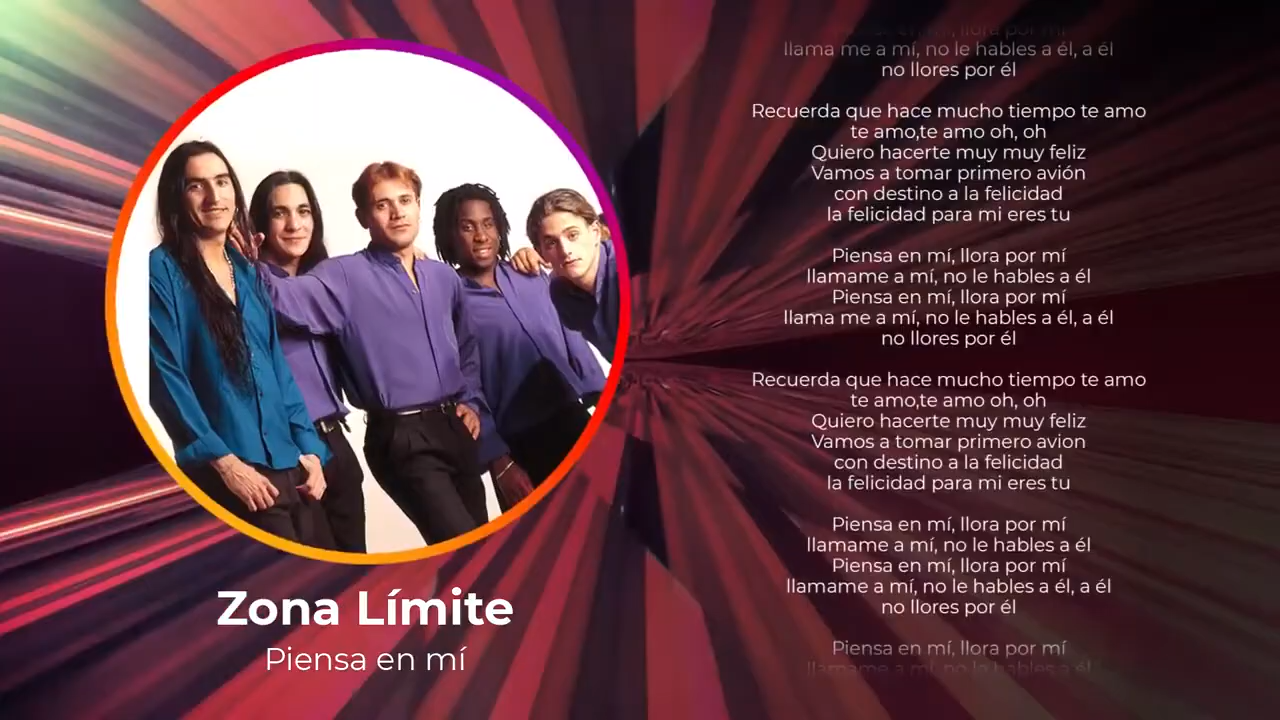 Zona Límite
Piensa en mí
llama me a mí, no le hables a él, a él
no llores por él
Recuerda que hace mucho tiempo te amo
te amo,te amo oh, oh
Quiero hacerte muy muy feliz
Vamos a tomar primero avión
con destino a la felicidad
la felicidad para mi eres tu
Piensa en mí, llora por mí
llamame a mí, no le hables a él
Piensa en mí, llora por mí
llama me a mí, no le hables a él, a él
no llores por él
Recuerda que hace mucho tiempo te amo
te amo,te amo oh, oh
Quiero hacerte muy muy feliz
Vamos a tomar primero avion
con destino a la felicidad
la felicidad para mi eres tu
Piensa en mí, llora por mí
llamame a mí, no le hables a él
Piensa en mí, llora por mí
llamame a mí, no le hables a él, a él
no llores por él
Piensa en mí, llora por mí
llamame a mí, no le hables a él